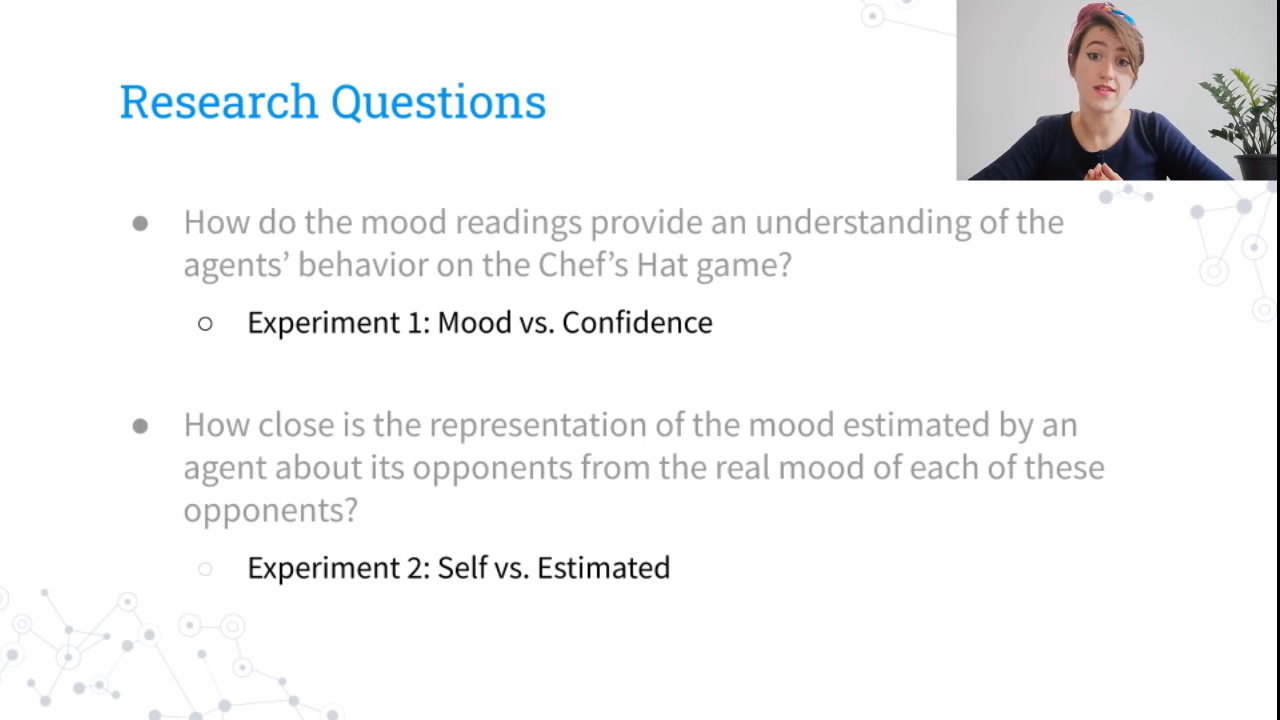 Research Questions
How do the mood readings provide an understanding of the
agents’ behavior on the Chef’s Hat game?
Experiment 1: Mood vs. Confidence
How close is the representation of the mood estimated by an
agent about its opponents from the real mood of each of these
opponents?
Experiment 2: Self vs. Estimated